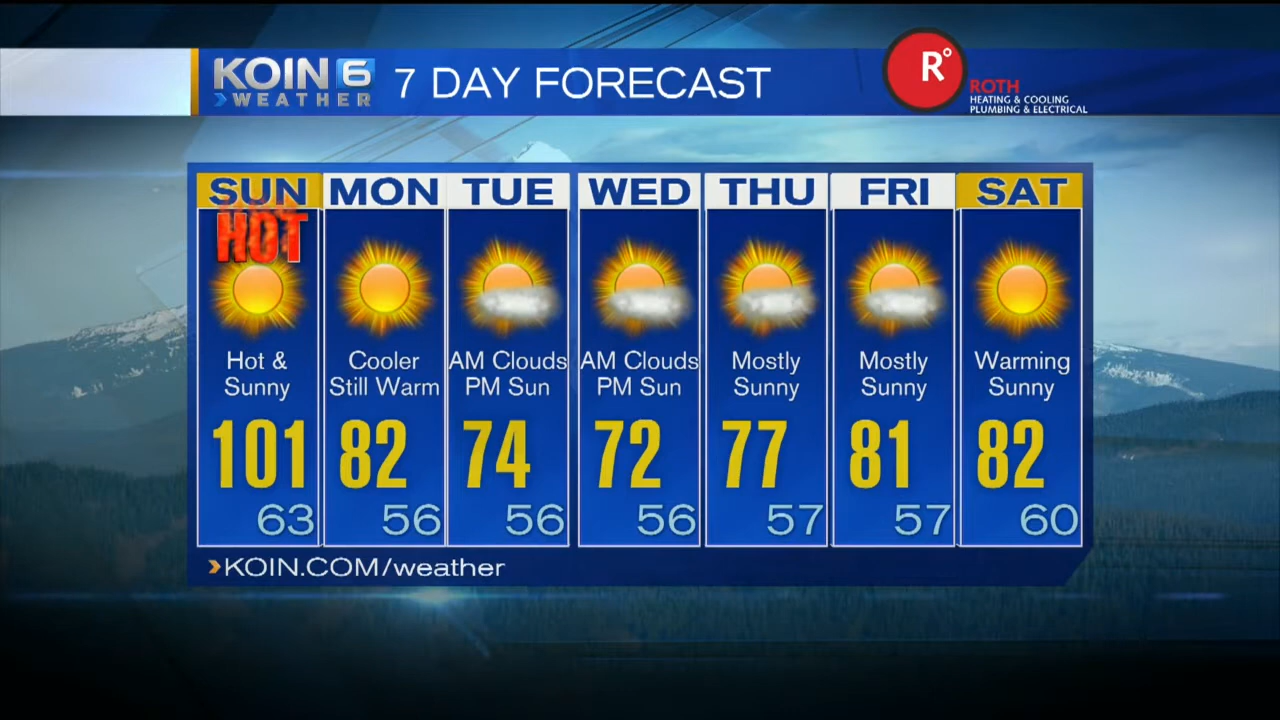 KOIN 6
WEATHER
7 DAY FORECAST
R°
ROTH
HEATING & COOLING
PLUMBING & ELECTRICAL
SUN MON TUE WED THU FRI SAT
HOT
Hot & Cooler AM Clouds AM Clouds Mostly Mostly Warming
Sunny Still Warm PM Sun PM Sun Sunny Sunny Sunny
101 82 74 72 77 81 82
63 56 56 56 57 57 60
KOIN.COM/weather